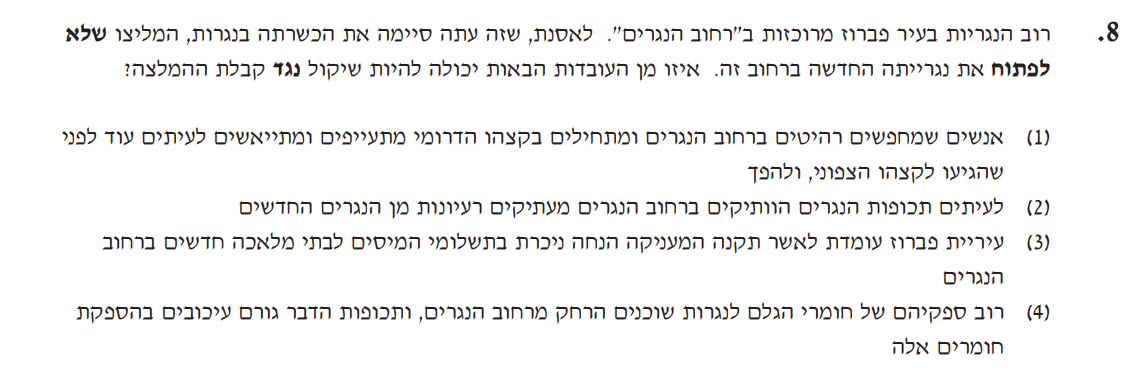 8. רוב הנגריות בעיר פברוז מרוכזות ב"רחוב הנגרים". לאסנת, שזה עתה סיימה את הכשרתה בנגרות, המליצו שלא
לפתוח את נגרייתה החדשה ברחוב זה. איזו מן העובדות הבאות יכולה להיות שיקול נגד קבלת ההמלצה?
(1) אנשים שמחפשים רהיטים ברחוב הנגרים ומתחילים בקצהו הדרומי מתעייפים ומתייאשים לעיתים עוד לפני
שהגיעו לקצהו הצפוני, ולהפך
(2) לעיתים תכופות הנגרים הוותיקים ברחוב הנגרים מעתיקים רעיונות מן הנגרים החדשים
(3) עיריית פברוז עומדת לאשר תקנה המעניקה הנחה ניכרת בתשלומי המיסים לבתי מלאכה חדשים ברחוב
הנגרים
(4) רוב ספקיהם של חומרי הגלם לנגרות שוכנים הרחק מרחוב הנגרים, ותכופות הדבר גורם עיכובים בהספקת
חומרים אלה